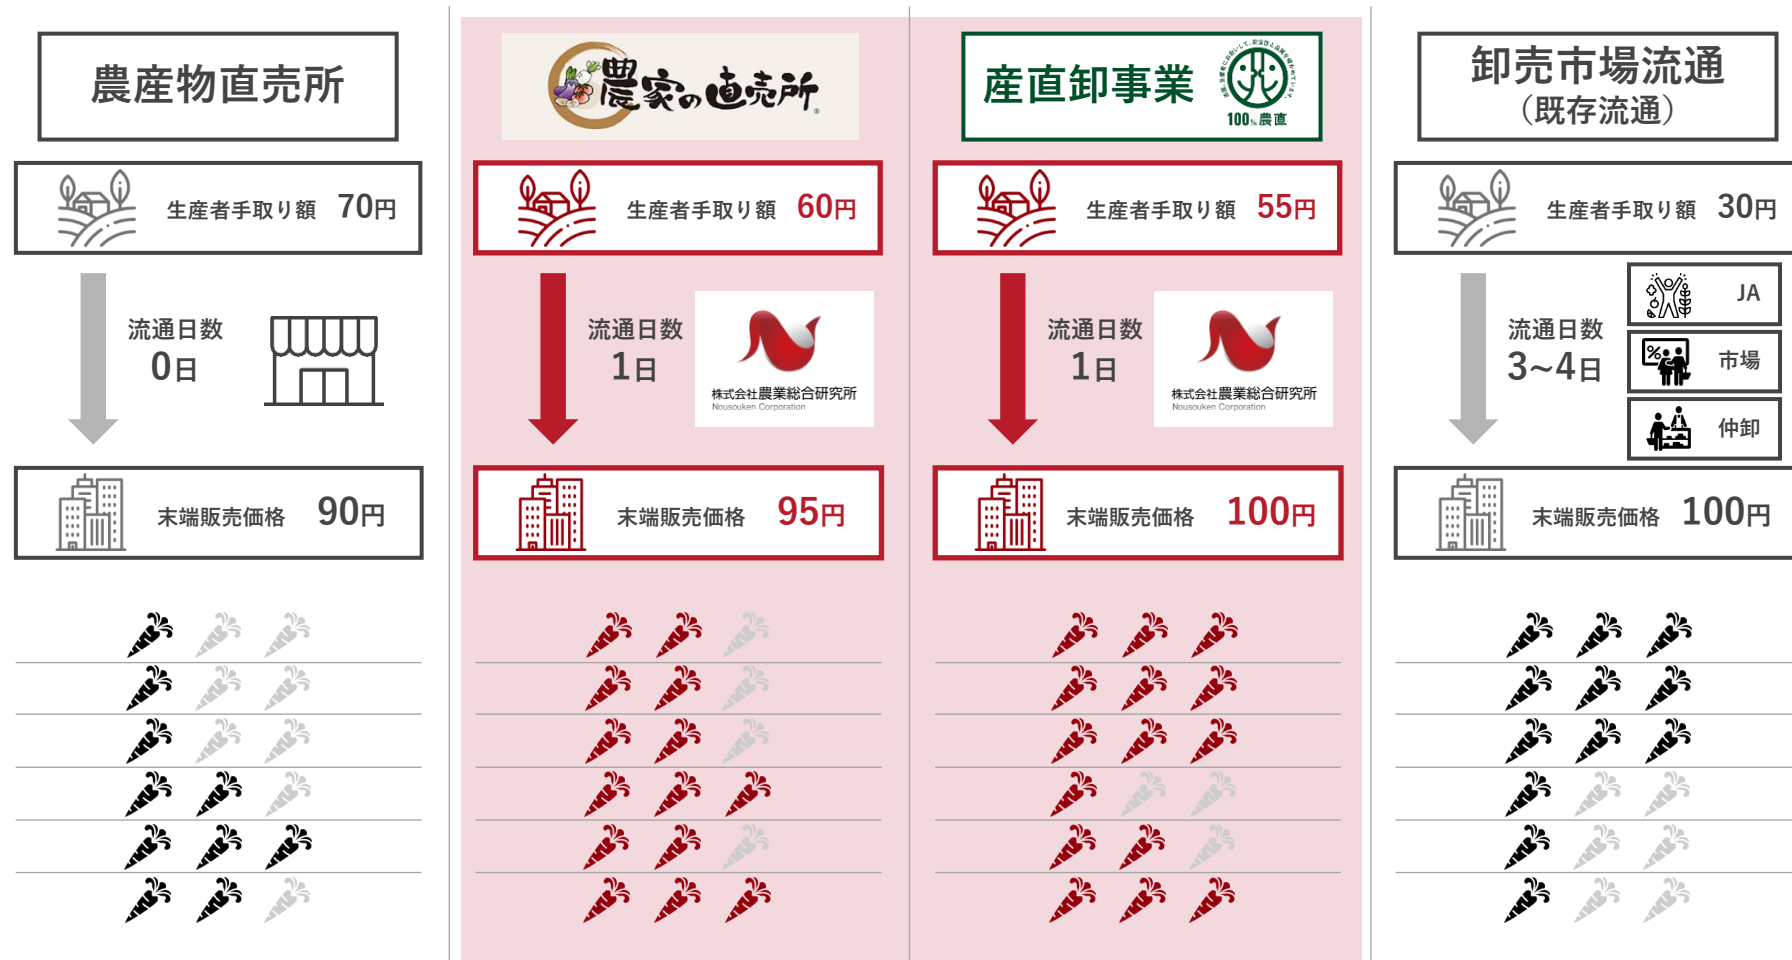 農産物直売所
生産者手取り額 70円
流通日数
0日
末端販売価格 90円
農家の直売所
生産者手取り額 60円
流通日数
1日
株式会社農業総合研究所
Nousouken Corporation
末端販売価格 95円
産直卸事業
100%農直
生産者手取り額 55円
流通日数
1日
株式会社農業総合研究所
Nousouken Corporation
末端販売価格 100円
卸売市場流通
（既存流通）
生産者手取り額 30円
流通日数
3~4日
JA
%
市場
仲卸
末端販売価格 100円